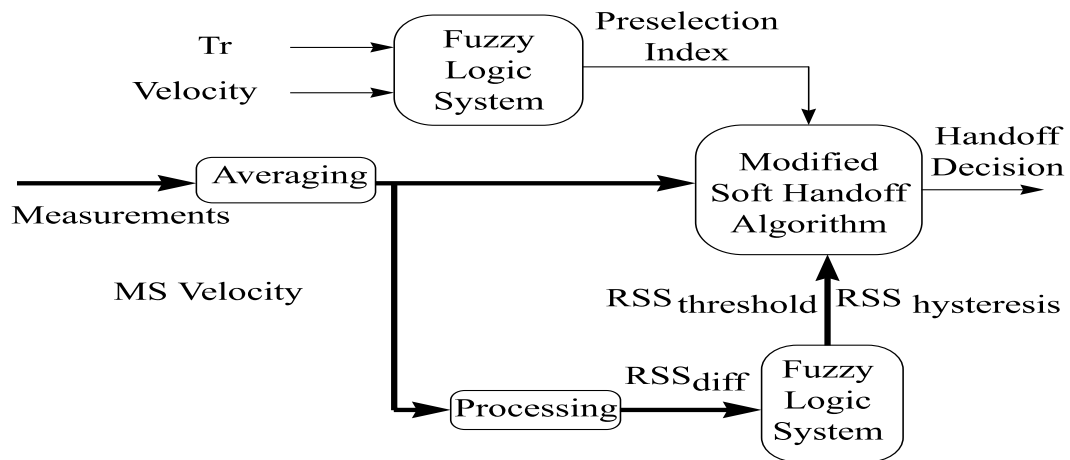 Tr
Velocity
Fuzzy
Logic
System
Preselection
Index
Measurements
Averaging
Modified
Soft Handoff
Algorithm
Handoff
Decision
MS Velocity
RSS threshold
RSS hysteresis
Processing
RSSdiff
Fuzzy
Logic
System